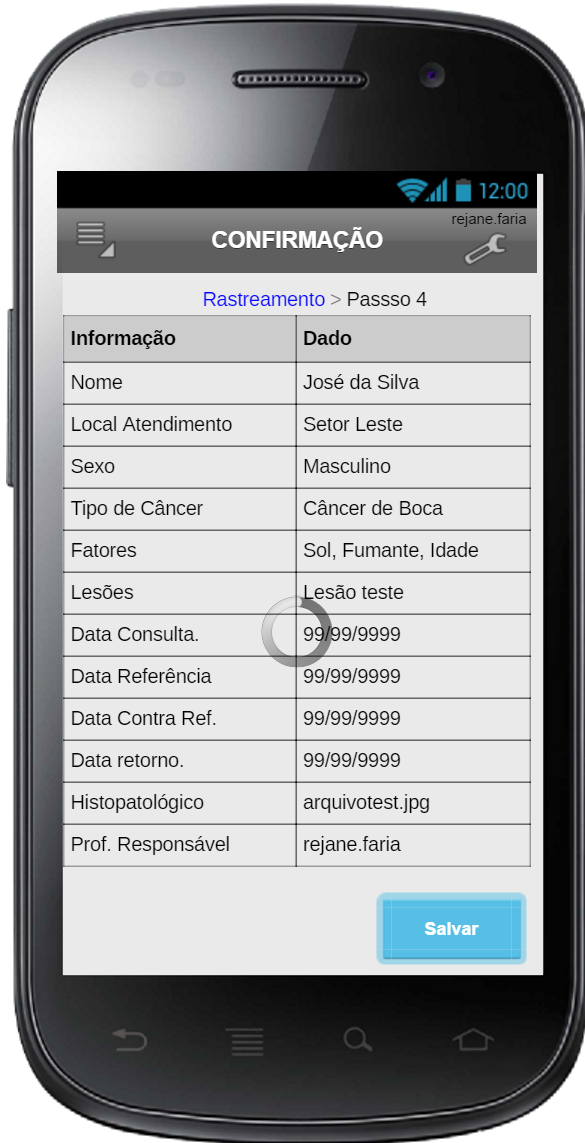 12:00
rejane.faria
CONFIRMAÇÃO
Rastreamento > Passso 4
Informação Dado
Nome José da Silva
Local Atendimento Setor Leste
Sexo Masculino
Tipo de Câncer Câncer de Boca
Fatores Sol, Fumante, Idade
Lesões Lesão teste
Data Consulta. 99/99/9999
Data Referência 99/99/9999
Data Contra Ref. 99/99/9999
Data retorno. 99/99/9999
Histopatológico arquivotest.jpg
Prof. Responsável rejane.faria
Salvar